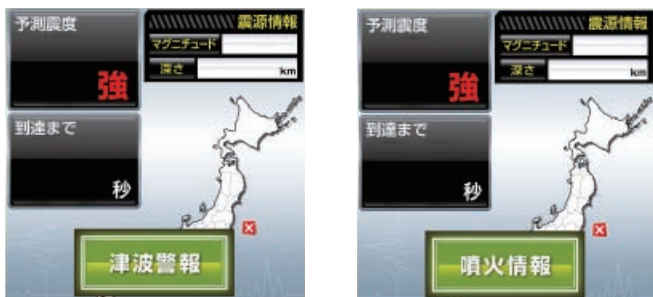 予測震度
震源情報
マグニチュード
深さ
km
強
到達まで
秒
津波警報
予測震度
震源情報
マグニチュード
深さ
km
強
到達まで
秒
噴火情報